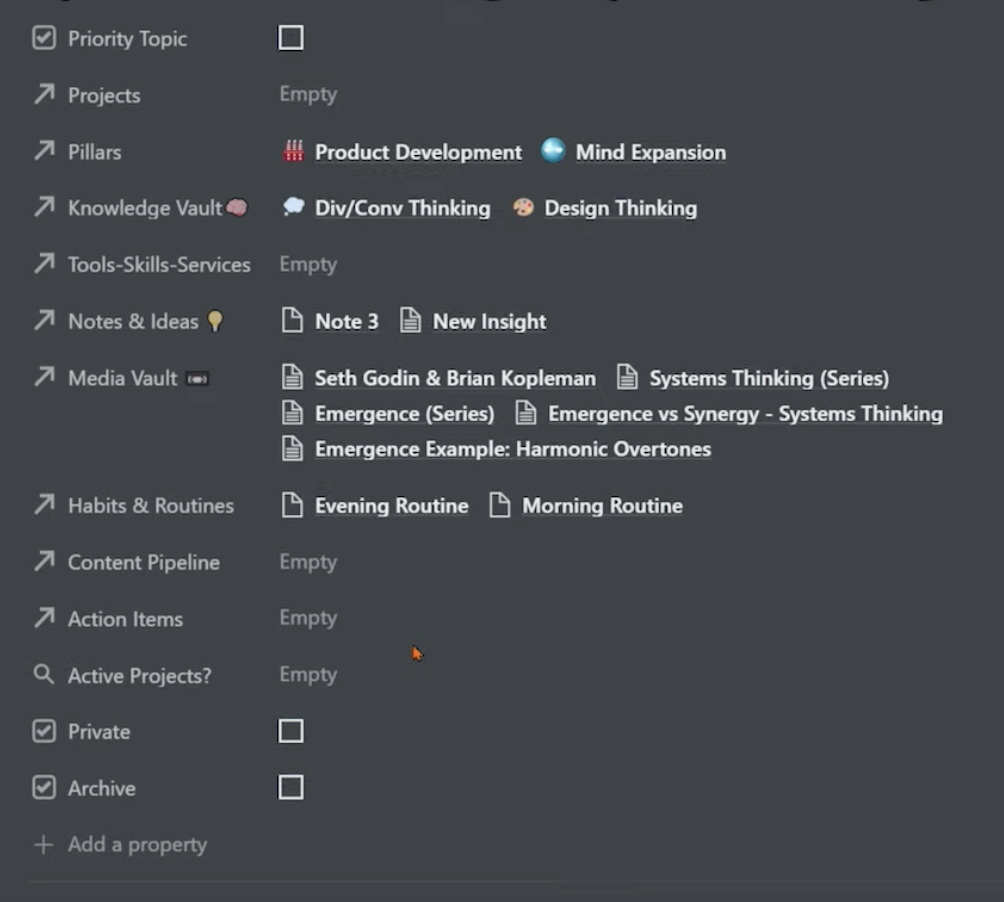 Priority Topic
Projects Empty
Pillars Product Development Mind Expansion
Knowledge Vault Div/Conv Thinking Design Thinking
Tools-Skills-Services Empty
Notes & Ideas Note 3 New Insight
Media Vault Seth Godin & Brian Kopleman Systems Thinking (Series)
Emergence (Series) Emergence vs Synergy - Systems Thinking
Emergence Example: Harmonic Overtones
Habits & Routines Evening Routine Morning Routine
Content Pipeline Empty
Action Items Empty
Active Projects? Empty
Private
Archive
Add a property